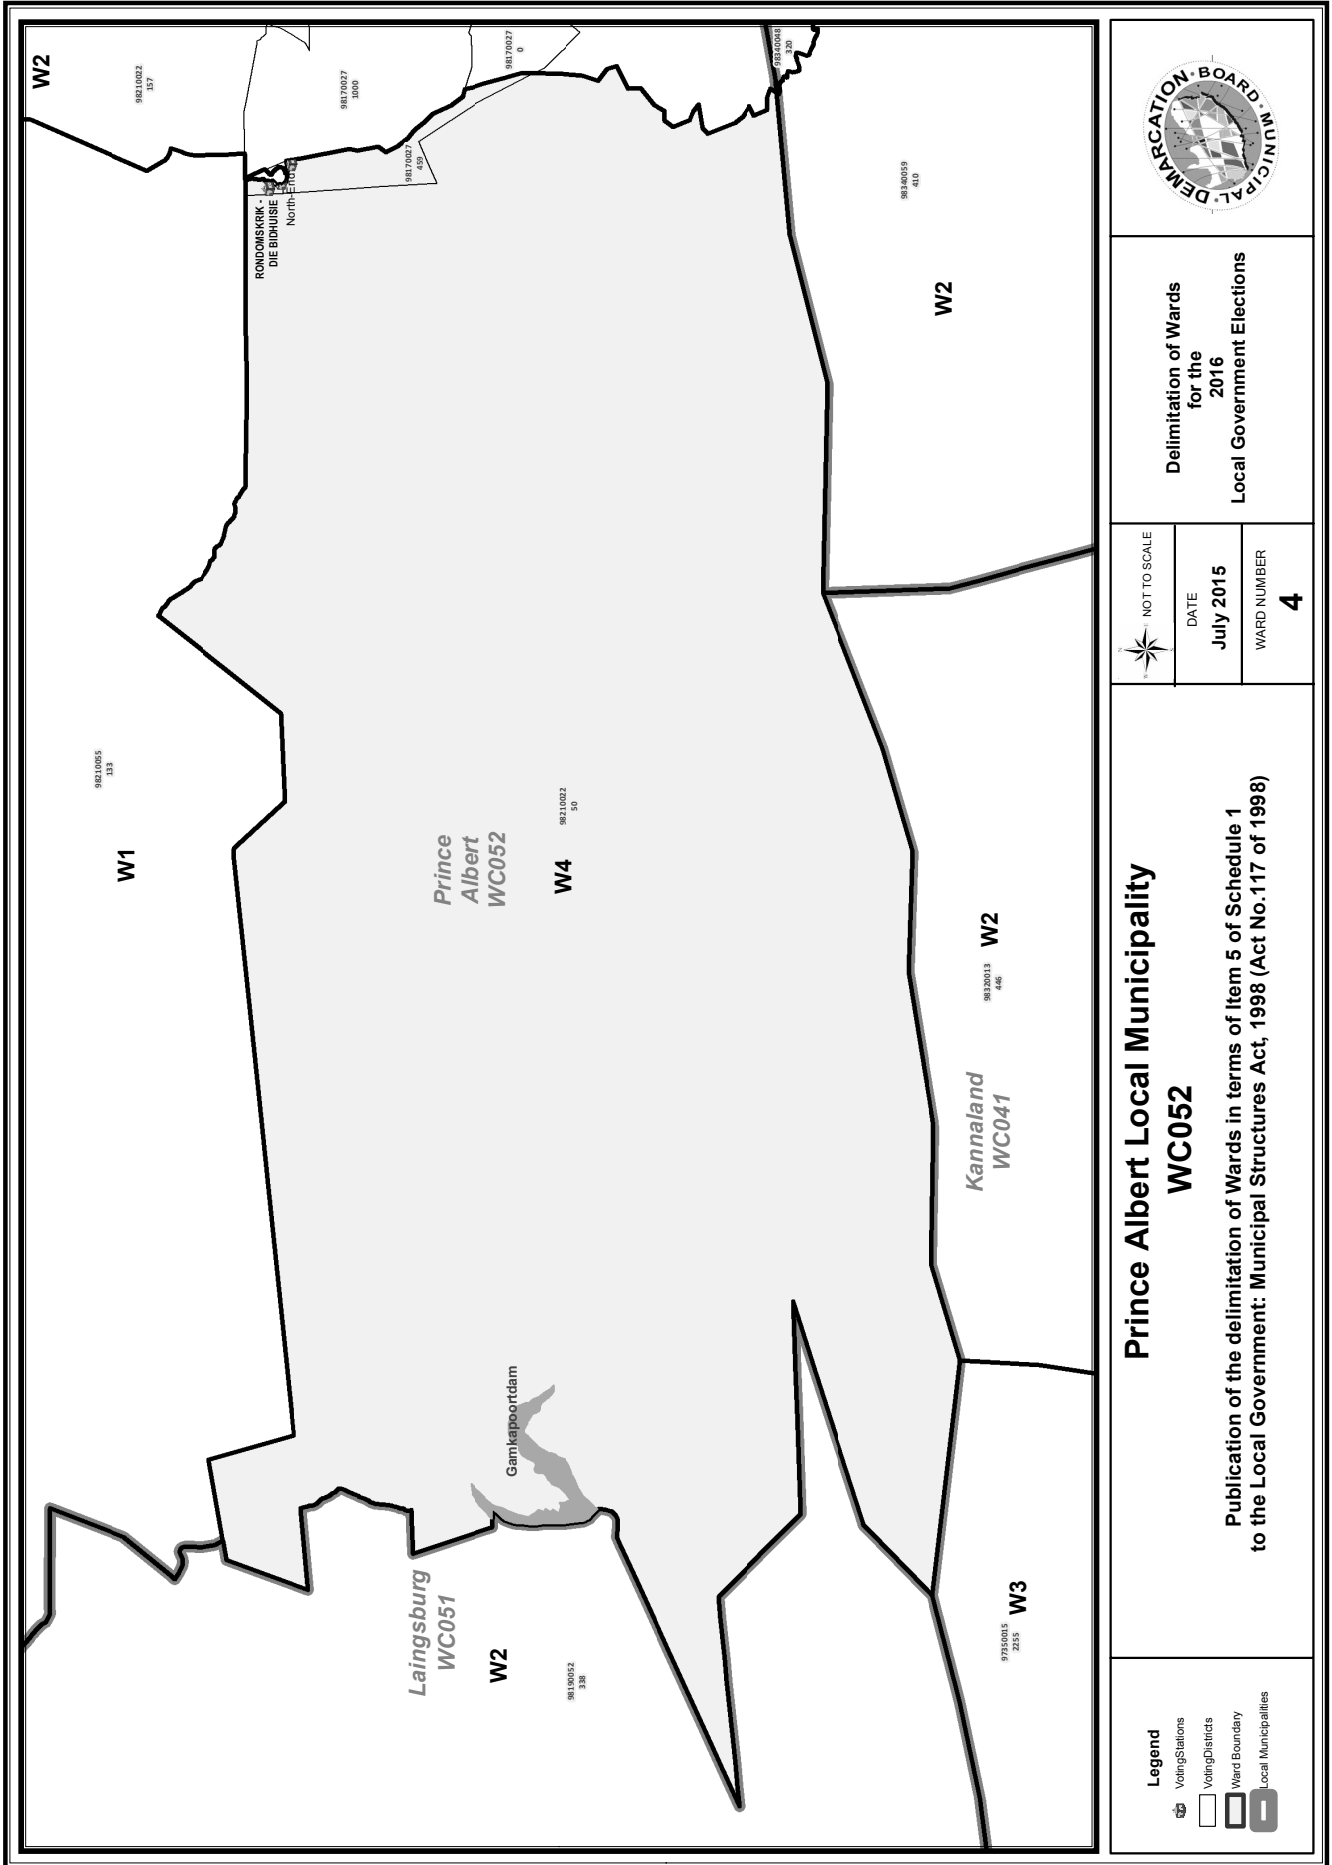 W2
98210022
157
98170027
1000
98170027
0
98340048
320
98170027
459
RONDOMSKRIK -
DIE BIDHUISIE
North-End
98340059
410
W2
98210055
133
W1
Prince
Albert
WC052
98210022
50
W4
W2
98320013
446
Kannaland
WC041
Gamkapoortdam
Laingsburg
WC051
W2
98190052
338
W3
97350015
2255
Legend
VotingStations
VotingDistricts
Ward Boundary
Local Municipalities
Prince Albert Local Municipality
WC052
Publication of the delimitation of Wards in terms of Item 5 of Schedule 1
to the Local Government: Municipal Structures Act, 1998 (Act No.117 of 1998)
N
E
S
W
NOT TO SCALE
DATE
July 2015
WARD NUMBER
4
Delimitation of Wards
for the
2016
Local Government Elections
MUNICIPAL • DEMARCATION • BOARD •